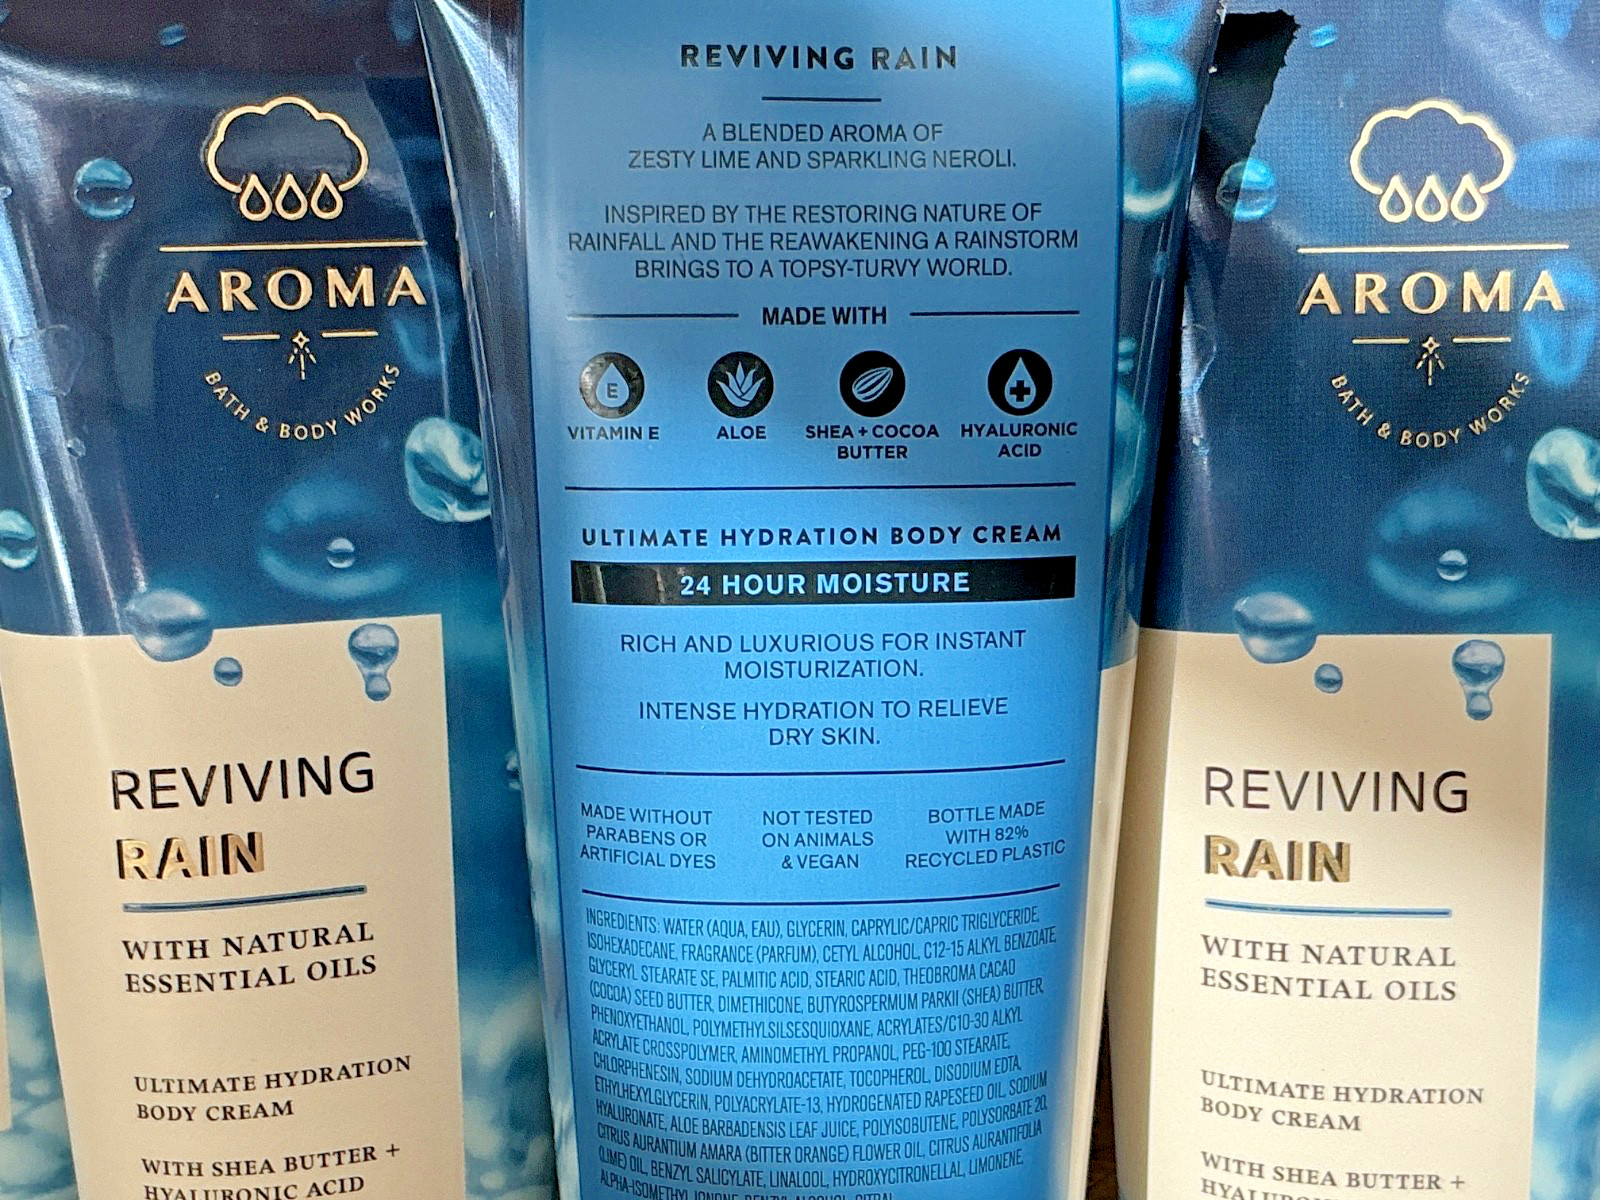 AROMA
BATH & BODY WORKS
REVIVING
RAIN
WITH NATURAL
ESSENTIAL OILS
ULTIMATE HYDRATION
BODY CREAM
WITH SHEA BUTTER +
HYALURONIC ACID
REVIVING RAIN
A BLENDED AROMA OF
ZESTY LIME AND SPARKLING NEROLI.
INSPIRED BY THE RESTORING NATURE OF
RAINFALL AND THE REAWAKENING A RAINSTORM
BRINGS TO A TOPSY-TURVY WORLD.
MADE WITH
E
VITAMIN E
ALOE
SHEA + COCOA
BUTTER
HYALURONIC
ACID
ULTIMATE HYDRATION BODY CREAM
24 HOUR MOISTURE
RICH AND LUXURIOUS FOR INSTANT
MOISTURIZATION.
INTENSE HYDRATION TO RELIEVE
DRY SKIN.
MADE WITHOUT
PARABENS OR
ARTIFICIAL DYES
NOT TESTED
ON ANIMALS
& VEGAN
BOTTLE MADE
WITH 82%
RECYCLED PLASTIC
INGREDIENTS: WATER (AQUA, EAU), GLYCERIN, CAPRYLIC/CAPRIC TRIGLYCERIDE,
ISOHEXADECANE, FRAGRANCE (PARFUM), CETYL ALCOHOL, C12-15 ALKYL BENZOATE,
GLYCERYL STEARATE SE, PALMITIC ACID, STEARIC ACID, THEOBROMA CACAO
(COCOA) SEED BUTTER, DIMETHICONE, BUTYROSPERMUM PARKII (SHEA) BUTTER,
PHENOXYETHANOL, POLYMETHYLSILSESQUIOXANE, ACRYLATES/C10-30 ALKYL
ACRYLATE CROSSPOLYMER, AMINOMETHYL PROPANOL, PEG-100 STEARATE,
CHLORPHENESIN, SODIUM DEHYDROACETATE, TOCOPHEROL, DISODIUM EDTA,
ETHYLHEXYLGLYCERIN, POLYACRYLATE-13, HYDROGENATED RAPESEED OIL, SODIUM
HYALURONATE, ALOE BARBADENSIS LEAF JUICE, POLYISOBUTENE, POLYSORBATE 20,
CITRUS AURANTIUM AMARA (BITTER ORANGE) FLOWER OIL, CITRUS AURANTIFOLIA
(LIME) OIL, BENZYL SALICYLATE, LINALOOL, HYDROXYCITRONELLAL, LIMONENE,
ALPHA-ISOMETHYL IONONE, BENZYL ALCOHOL, CITRAL
AROMA
BATH & BODY WORKS
REVIVING
RAIN
WITH NATURAL
ESSENTIAL OILS
ULTIMATE HYDRATION
BODY CREAM
WITH SHEA BUTTER +